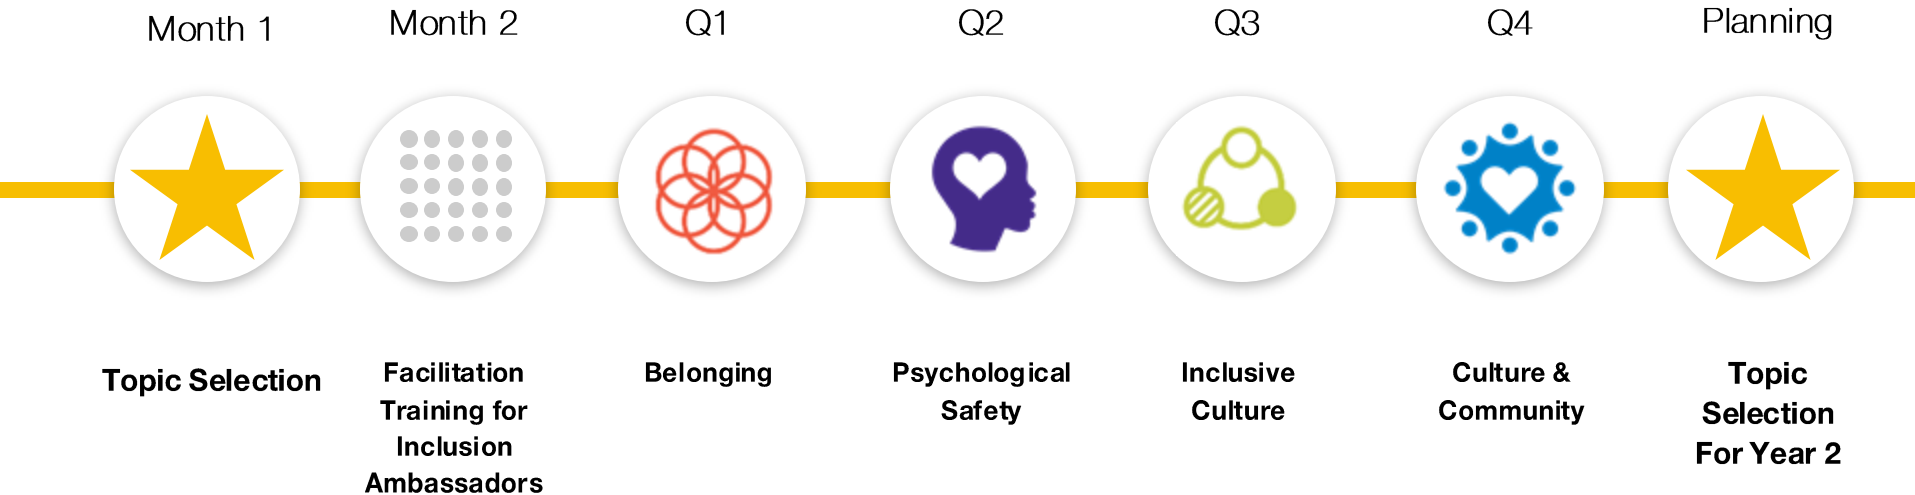 Month 1
Month 2
Q1
Q2
Q3
Q4
Planning
Topic Selection
Facilitation
Training for
Inclusion
Ambassadors
Belonging
Psychological
Safety
Inclusive
Culture
Culture &
Community
Topic
Selection
For Year 2